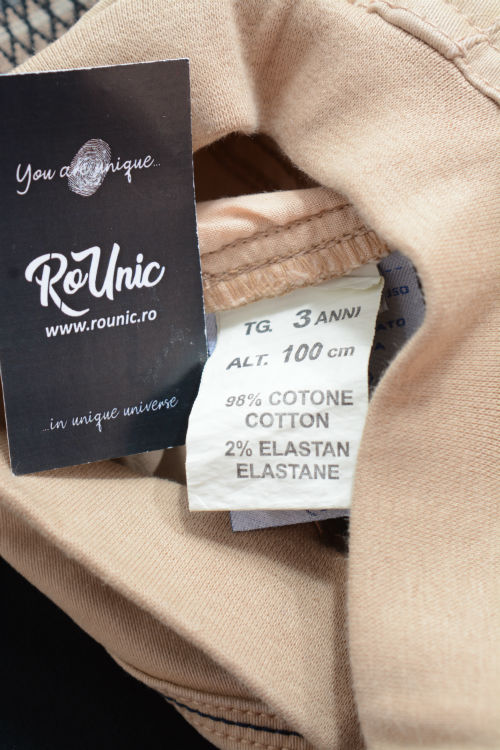 You are unique...
RoUnic
www.rounic.ro
...in unique universe
TG. 3 ANNI
ALT. 100 cm
98% COTONE
COTTON
2% ELASTAN
ELASTANE
ISO